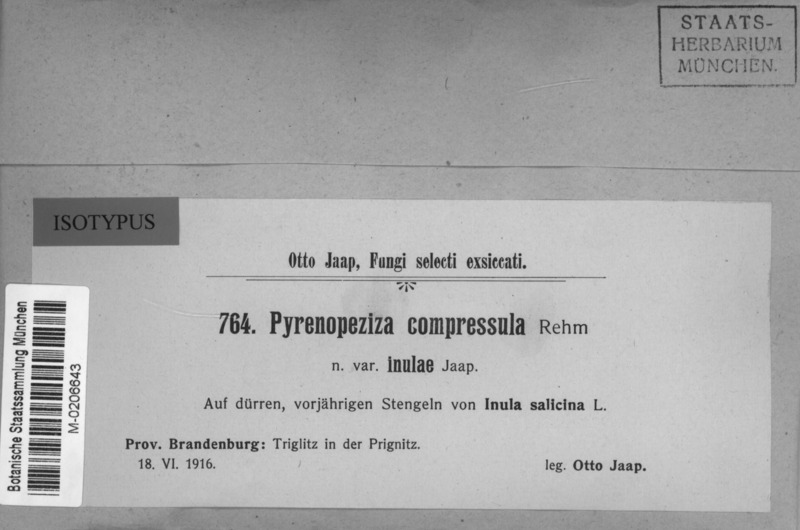 STAATS-
HERBARIUM
MÜNCHEN.
ISOTYPUS
Otto Jaap, Fungi selecti exsiccati.
764. Pyrenopeziza compressula Rehm
n. var. inulae Jaap.
Auf dürren, vorjährigen Stengeln von Inula salicina L.
Prov. Brandenburg: Triglitz in der Prignitz.
18. VI. 1916.
leg. Otto Jaap.
Botanische Staatssammlung München
M-0206643